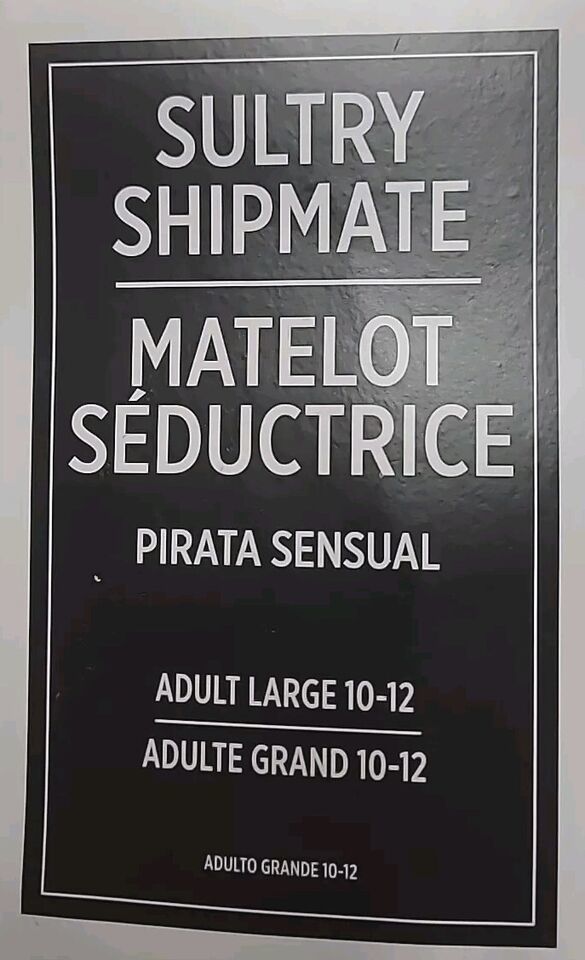 SULTRY
SHIPMATE
MATELOT
SÉDUCTRICE
PIRATA SENSUAL
ADULT LARGE 10-12
ADULTE GRAND 10-12
ADULTO GRANDE 10-12